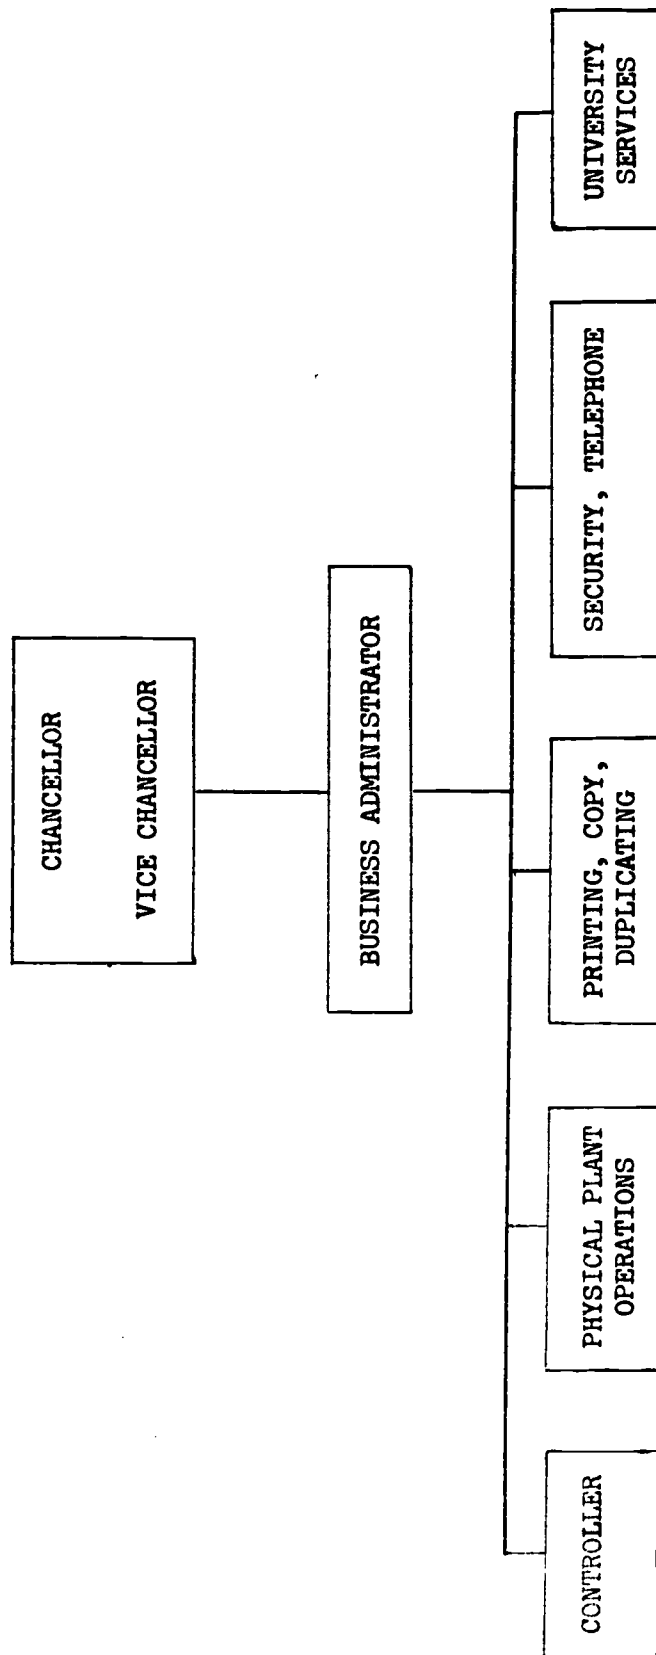 CHANCELLOR
VICE CHANCELLOR
BUSINESS ADMINISTRATOR
CONTROLLER
PHYSICAL PLANT
OPERATIONS
PRINTING, COPY,
DUPLICATING
SECURITY, TELEPHONE
UNIVERSITY
SERVICES